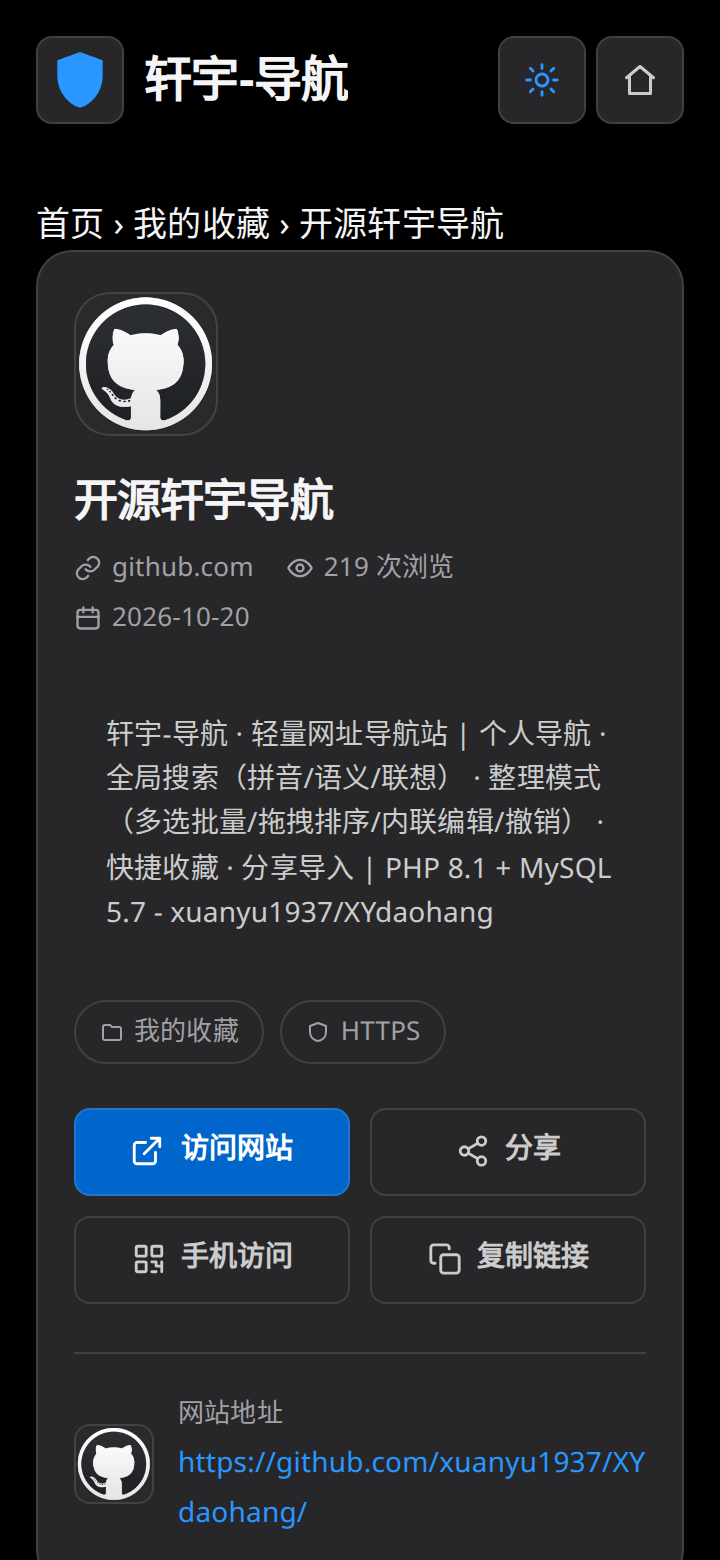 轩宇-导航
首页 › 我的收藏 › 开源轩宇导航
开源轩宇导航
github.com 219 次浏览
2026-10-20
轩宇-导航 · 轻量网址导航站 | 个人导航 ·
全局搜索（拼音/语义/联想） · 整理模式
（多选批量/拖拽排序/内联编辑/撤销） ·
快捷收藏 · 分享导入 | PHP 8.1 + MySQL
5.7 - xuanyu1937/XYdaohang
我的收藏 HTTPS
访问网站 分享
手机访问 复制链接
网站地址
https://github.com/xuanyu1937/XY
daohang/